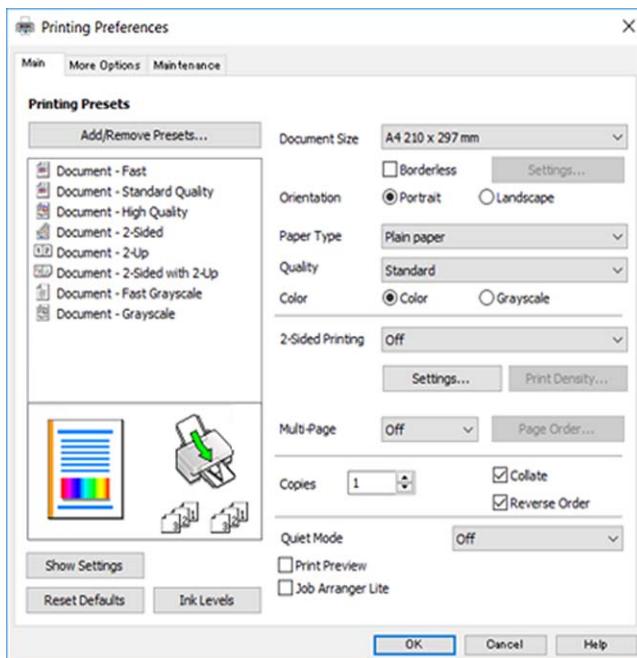 Printing Preferences
Main More Options Maintenance
Printing Presets
Add/Remove Presets...
Document - Fast
Document - Standard Quality
Document - High Quality
Document - 2-Sided
Document - 2-Up
Document - 2-Sided with 2-Up
Document - Fast Grayscale
Document - Grayscale
Show Settings
Reset Defaults Ink Levels
Document Size A4 210 x 297 mm
Borderless Settings...
Orientation Portrait Landscape
Paper Type Plain paper
Quality Standard
Color Color Grayscale
2-Sided Printing Off
Settings... Print Density...
Multi-Page Off Page Order...
Copies 1 Collate
Reverse Order
Quiet Mode Off
Print Preview
Job Arranger Lite
OK Cancel Help